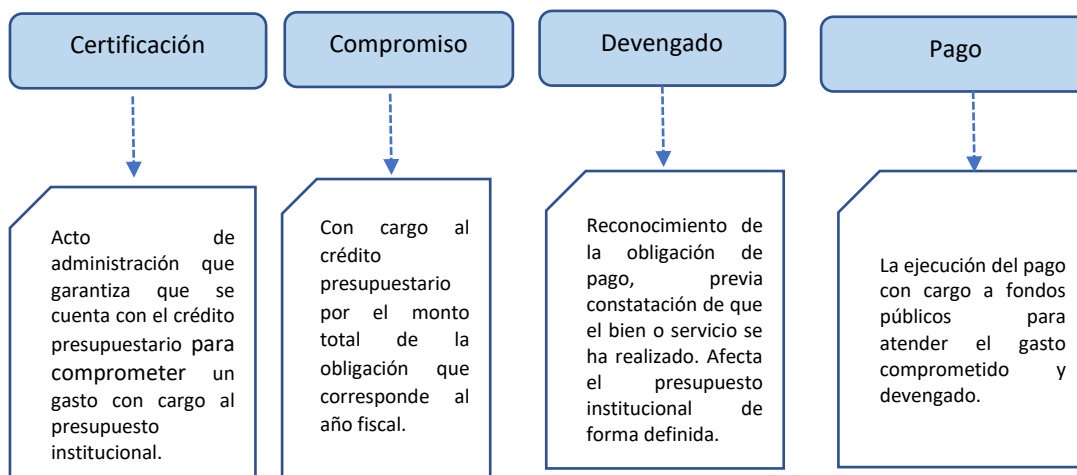 Certificación
Compromiso
Devengado
Pago
Acto de
administración que
garantiza que se
cuenta con el crédito
presupuestario para
comprometer un
gasto con cargo al
presupuesto
institucional.
Con cargo al
crédito
presupuestario
por el monto
total de la
obligación que
corresponde al
año fiscal.
Reconocimiento de
la obligación de
pago, previa
constatación de que
el bien o servicio se
ha realizado. Afecta
el presupuesto
institucional de
forma definida.
La ejecución del pago
con cargo a fondos
públicos para
atender el gasto
comprometido y
devengado.